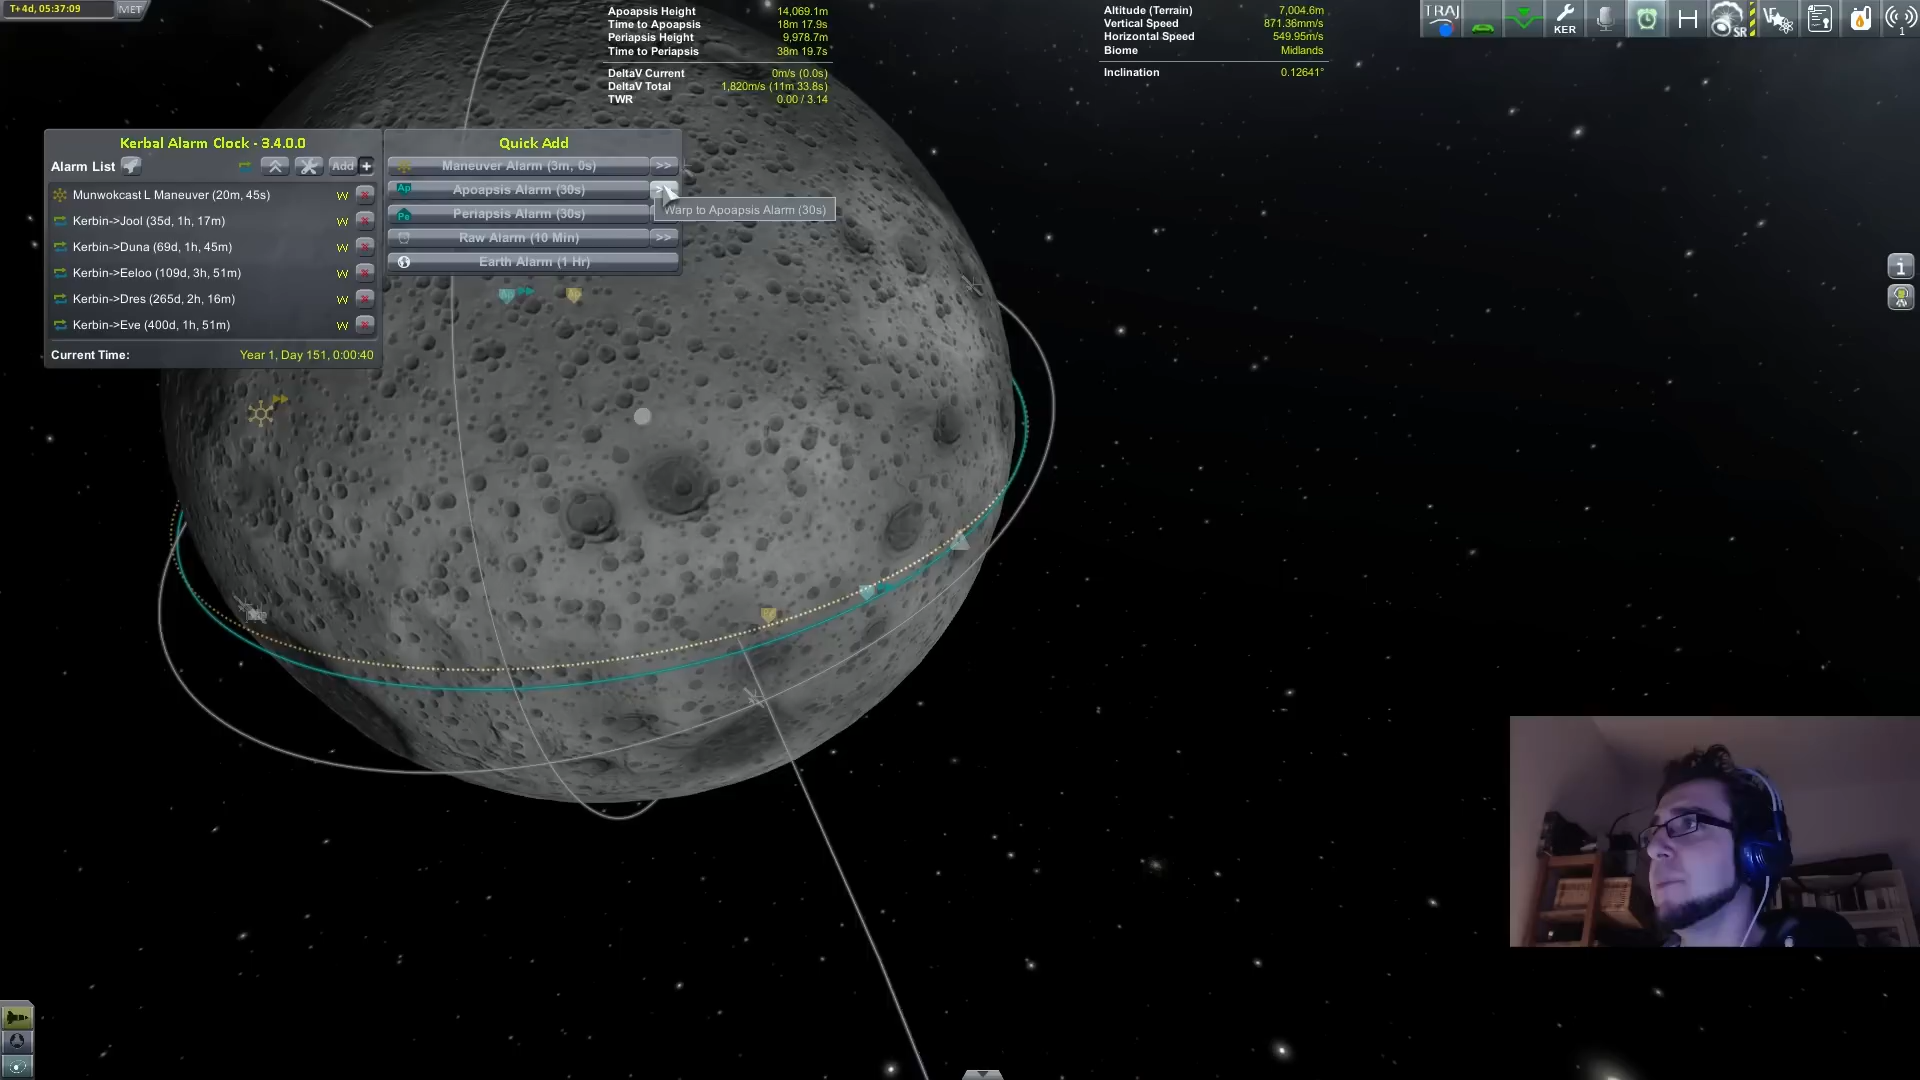 T+4d, 05:37:09 MET
Apoapsis Height 14,069.1m
Time to Apoapsis 18m 17.9s
Periapsis Height 9,978.7m
Time to Periapsis 38m 19.7s
DeltaV Current 0m/s (0.0s)
DeltaV Total 1,820m/s (11m 33.8s)
TWR 0.00 / 3.14
Altitude (Terrain) 7,004.6m
Vertical Speed 871.36mm/s
Horizontal Speed 549.95m/s
Biome Midlands
Inclination 0.12641°
TRAJ
KER
SR
1
Kerbal Alarm Clock - 3.4.0.0
Alarm List Add +
Munwokcast L Maneuver (20m, 45s) W
Kerbin->Jool (35d, 1h, 17m) W
Kerbin->Duna (69d, 1h, 45m) W
Kerbin->Eeloo (109d, 3h, 51m) W
Kerbin->Dres (265d, 2h, 16m) W
Kerbin->Eve (400d, 1h, 51m) W
Current Time: Year 1, Day 151, 0:00:40
Quick Add
Maneuver Alarm (3m, 0s) >>
Ap Apoapsis Alarm (30s)
Pe Periapsis Alarm (30s)
Warp to Apoapsis Alarm (30s)
Raw Alarm (10 Min) >>
Earth Alarm (1 Hr)
Ap
Ap
Pe